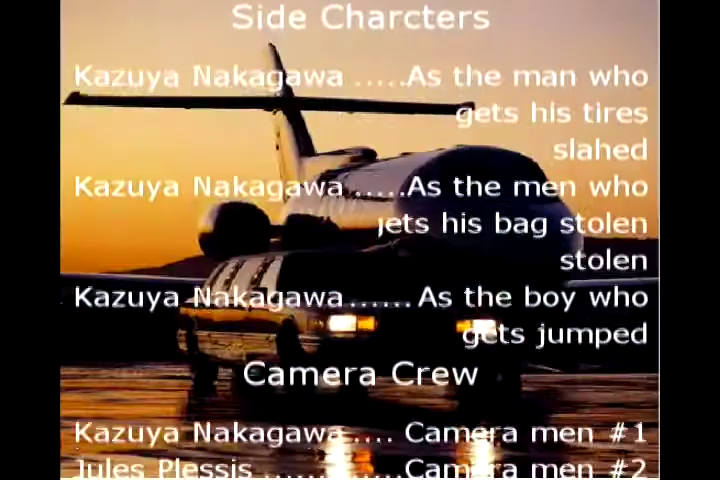 Side Charcters
Kazuya Nakagawa .....As the man who
gets his tires
slahed
Kazuya Nakagawa .....As the men who
jets his bag stolen
stolen
Kazuya Nakagawa ...... As the boy who
gets jumped
Camera Crew
Kazuya Nakagawa .... Camera men #1
Jules Plessis .............Camera men #2